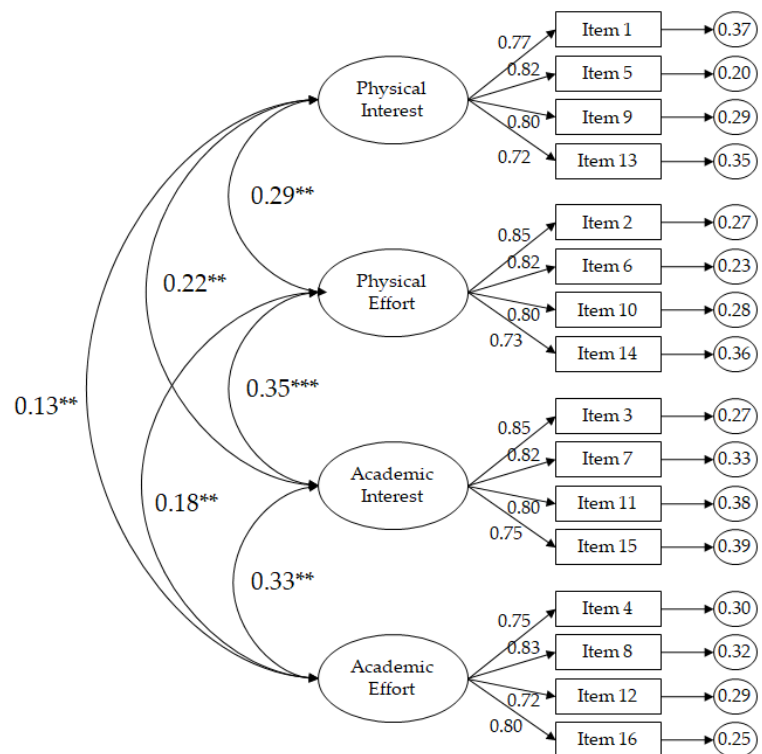 0.77
Item 1
0.37
0.82
Item 5
0.20
Physical
Interest
0.80
Item 9
0.29
0.72
Item 13
0.35
0.29**
0.85
Item 2
0.27
0.82
Item 6
0.23
0.22**
Physical
Effort
0.80
Item 10
0.28
0.73
Item 14
0.36
0.35***
0.13**
0.85
Item 3
0.27
0.82
Item 7
0.33
0.18**
Academic
Interest
0.80
Item 11
0.38
0.75
Item 15
0.39
0.33**
0.75
Item 4
0.30
0.83
Item 8
0.32
Academic
Effort
0.72
Item 12
0.29
0.80
Item 16
0.25